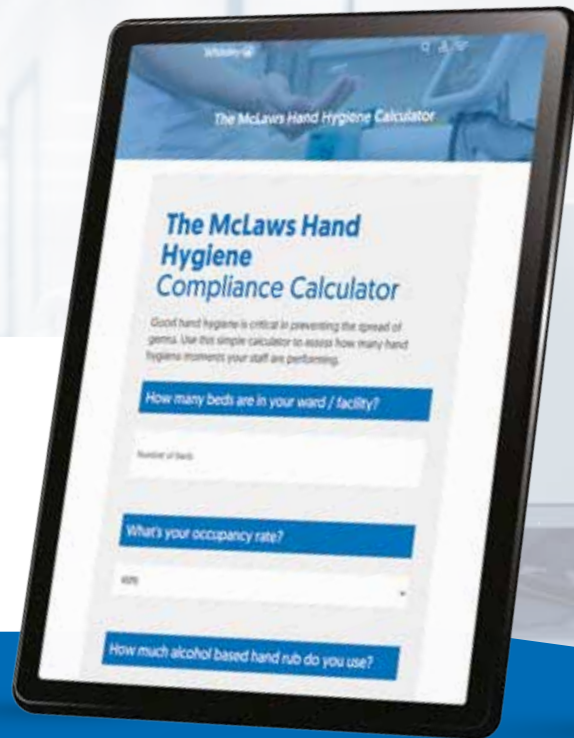 Whiteley
The McLaws Hand Hygiene Calculator
The McLaws Hand
Hygiene
Compliance Calculator
Good hand hygiene is critical in preventing the spread of
germs. Use this simple calculator to assess how many hand
hygiene moments your staff are performing.
How many beds are in your ward / facility?
Number of beds
What's your occupancy rate?
How much alcohol based hand rub do you use?